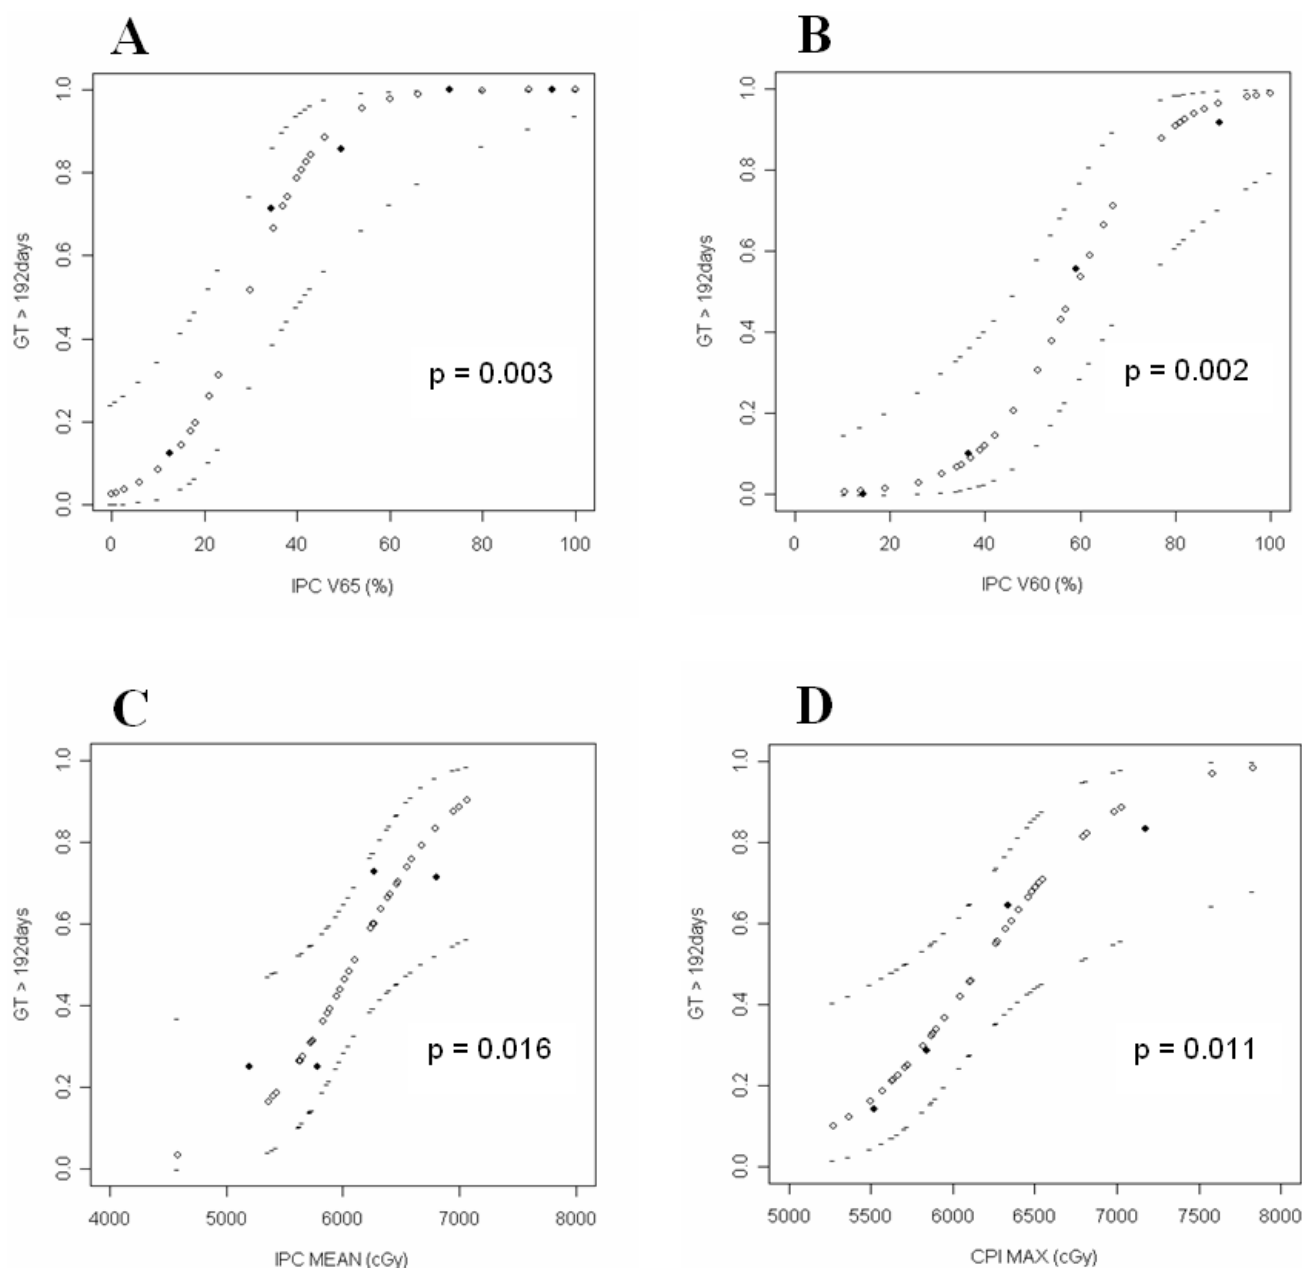 A
1.0
0.8
0.6
0.4
0.2
0.0
GT > 192days
p = 0.003
0 20 40 60 80 100
IPC V65 (%)
B
1.0
0.8
0.6
0.4
0.2
0.0
GT > 192days
p = 0.002
0 20 40 60 80 100
IPC V60 (%)
C
1.0
0.8
0.6
0.4
0.2
0.0
GT > 192days
p = 0.016
4000 5000 6000 7000 8000
IPC MEAN (cGy)
D
1.0
0.8
0.6
0.4
0.2
0.0
GT > 192days
p = 0.011
5000 5500 6000 6500 7000 7500 8000
CPI MAX (cGy)